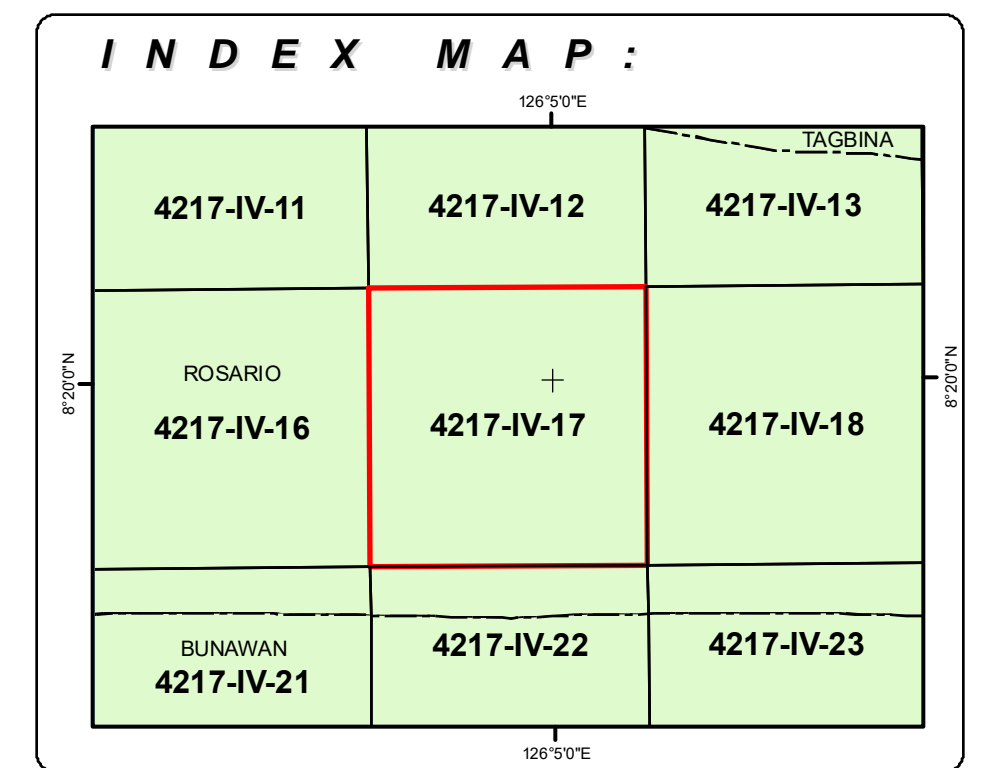 INDEX MAP:
126°5'0"E
TAGBINA
4217-IV-11
4217-IV-12
4217-IV-13
8°20'0"N
8°20'0"N
ROSARIO
4217-IV-16
4217-IV-17
4217-IV-18
BUNAWAN
4217-IV-21
4217-IV-22
4217-IV-23
126°5'0"E